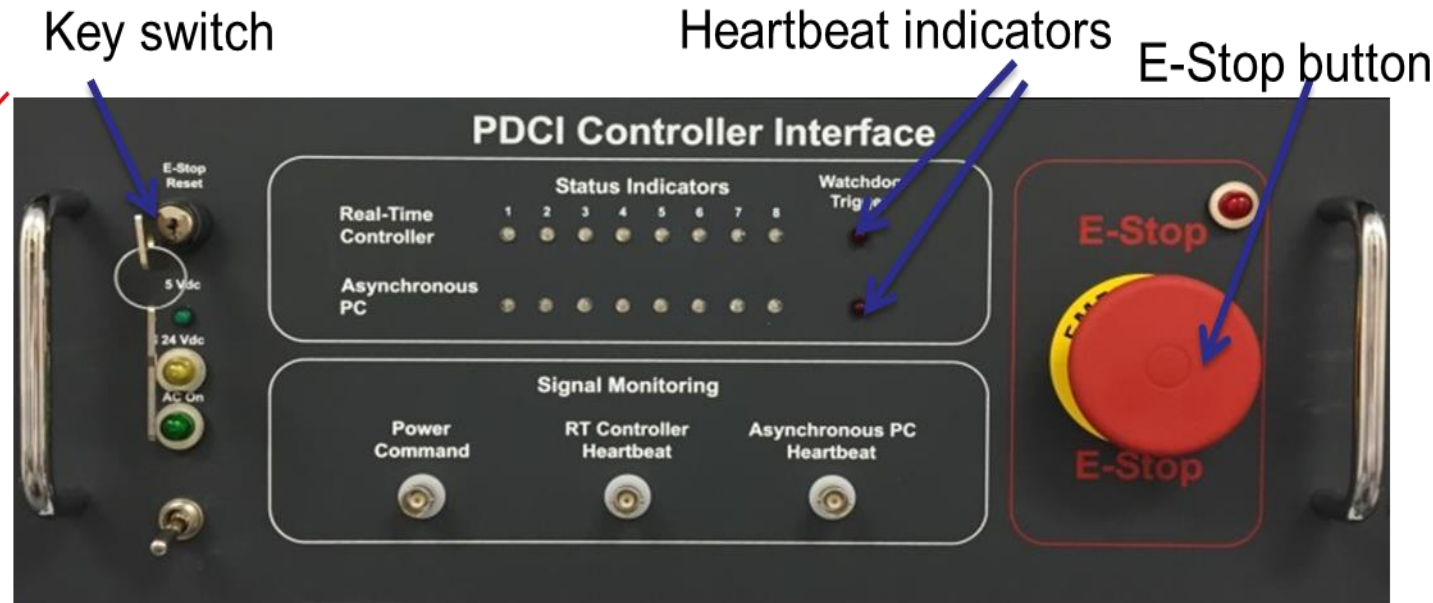 Key switch
Heartbeat indicators
E-Stop button
PDCI Controller Interface
E-Stop
Reset
Status Indicators
Watchdog
Real-Time
Controller
1 2 3 4 5 6 7 8
Asynchronous
PC
5 Vdc
24 Vdc
AC On
Signal Monitoring
Power
Command
RT Controller
Heartbeat
Asynchronous PC
Heartbeat
E-Stop
E-Stop